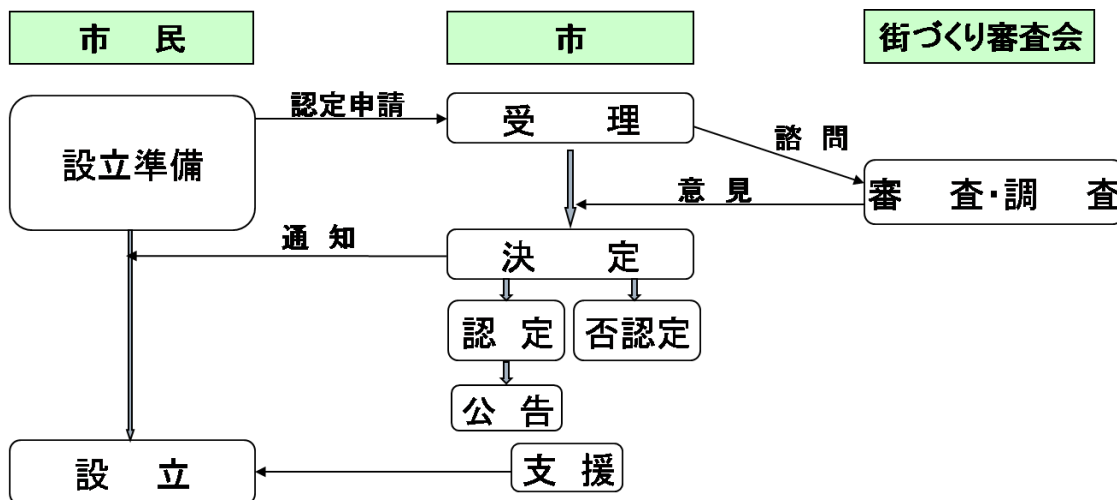 市 民
市
街づくり審査会
設立準備
認定申請
受 理
諮 問
審 査・調 査
意 見
通 知
決 定
認 定
否認定
公 告
設 立
支 援